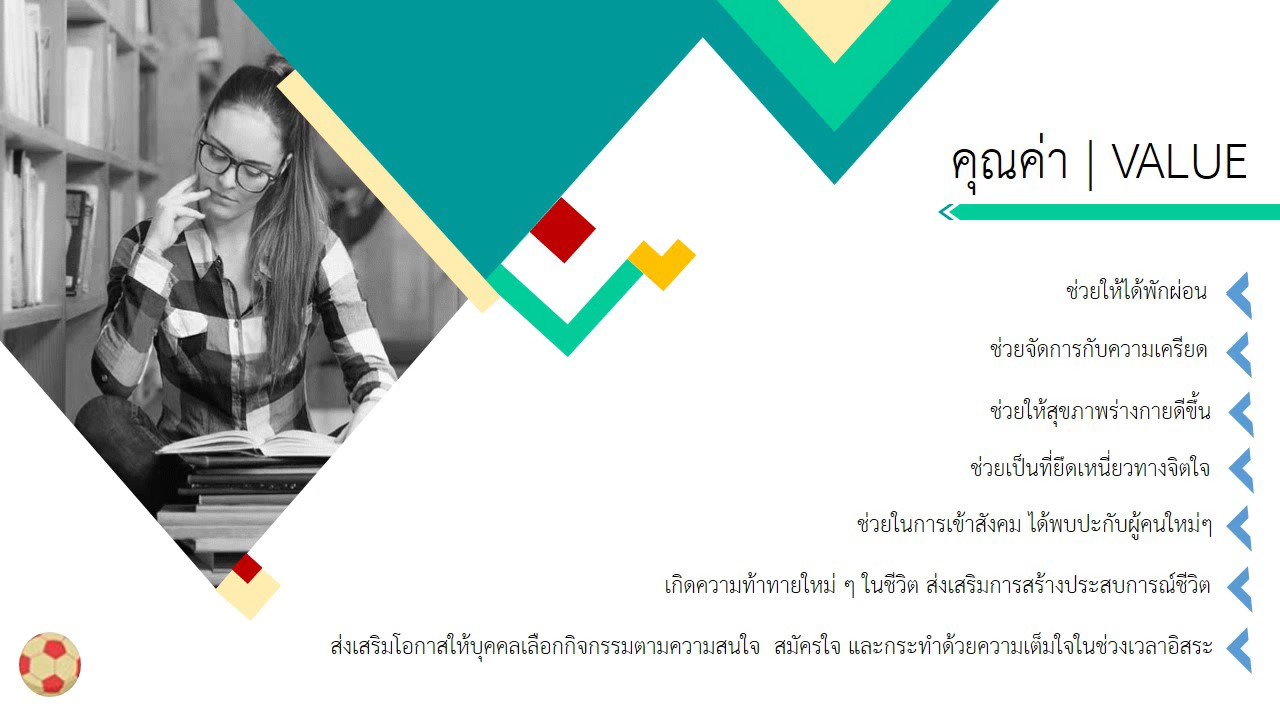 คุณค่า | VALUE
ช่วยให้ได้พักผ่อน
ช่วยจัดการกับความเครียด
ช่วยให้สุขภาพร่างกายดีขึ้น
ช่วยเป็นที่ยึดเหนี่ยวทางจิตใจ
ช่วยในการเข้าสังคม ได้พบปะกับผู้คนใหม่ๆ
เกิดความท้าทายใหม่ ๆ ในชีวิต ส่งเสริมการสร้างประสบการณ์ชีวิต
ส่งเสริมโอกาสให้บุคคลเลือกกิจกรรมตามความสนใจ สมัครใจ และกระทำด้วยความเต็มใจในช่วงเวลาอิสระ